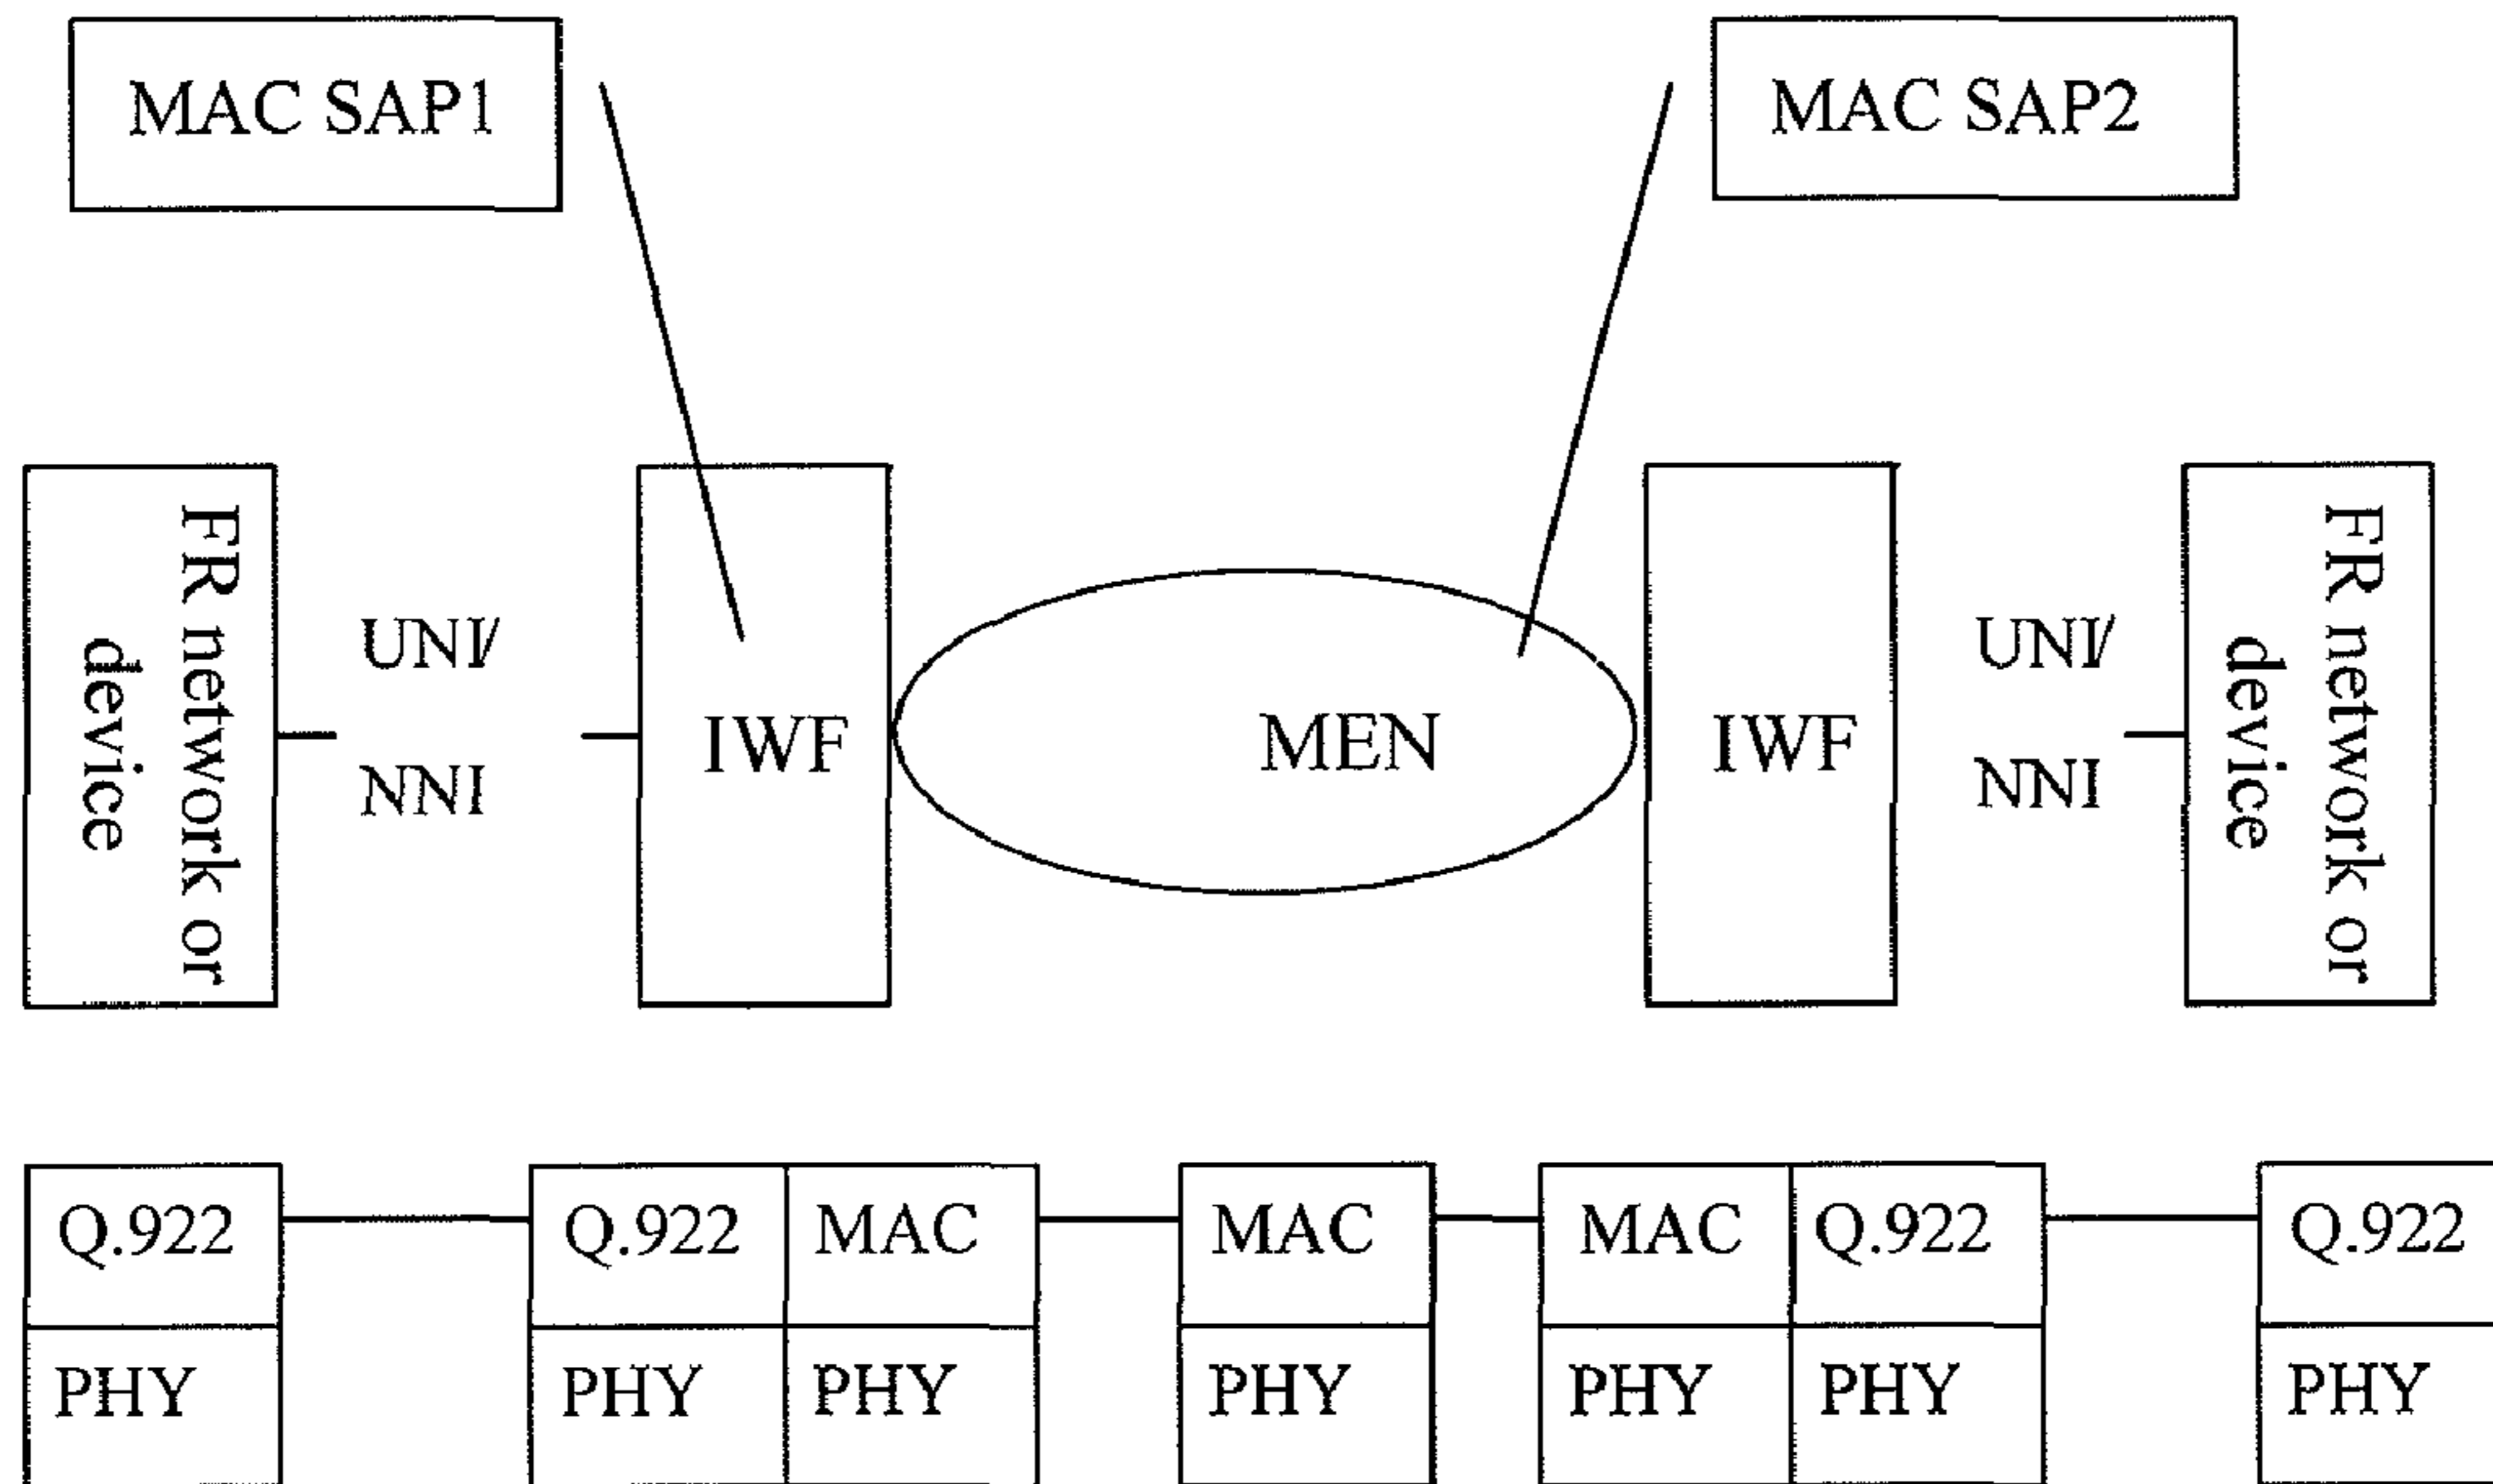 MAC SAP1
MAC SAP2
FR network or
device
UNI/
NNI
IWF
MEN
IWF
UNI/
NNI
FR network or
device
Q.922
Q.922
MAC
MAC
MAC
Q.922
Q.922
PHY
PHY
PHY
PHY
PHY
PHY
PHY